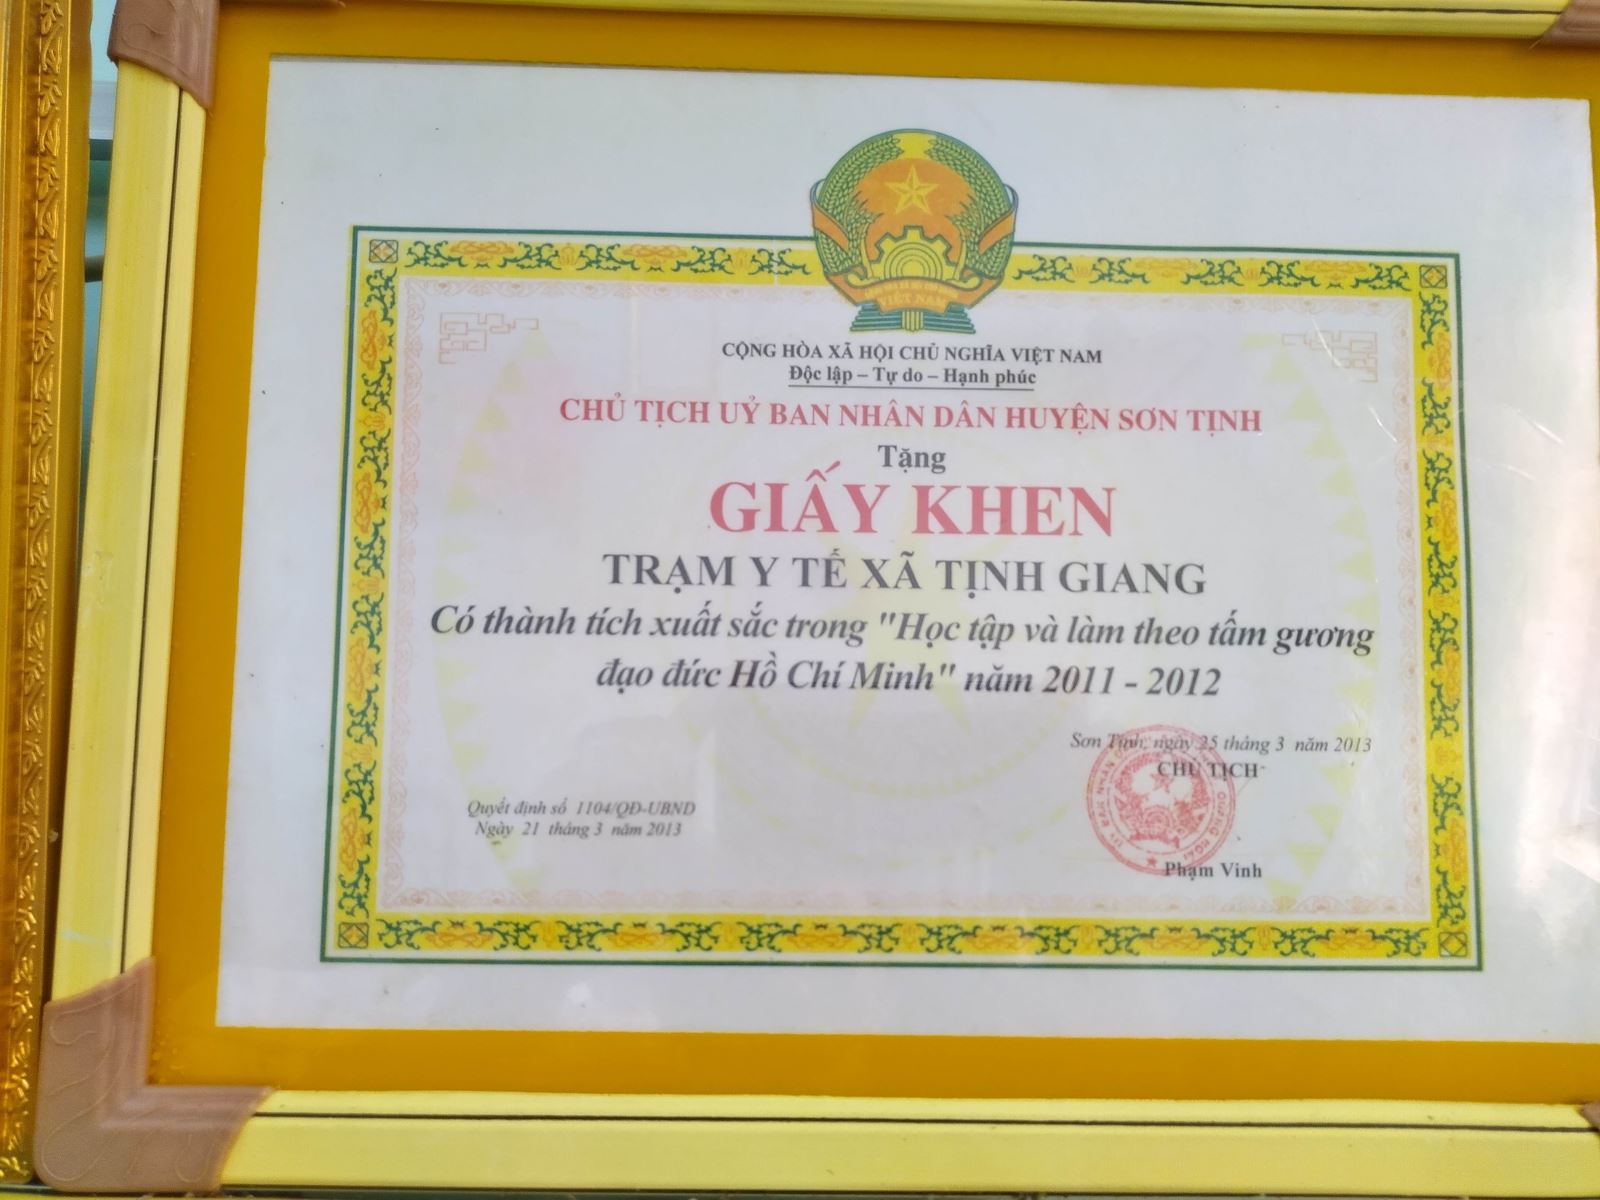 VIỆT NAM
CỘNG HÒA XÃ HỘI CHỦ NGHĨA VIỆT NAM
Độc lập – Tự do – Hạnh phúc
CHỦ TỊCH UỶ BAN NHÂN DÂN HUYỆN SƠN TỊNH
Tặng
GIẤY KHEN
TRẠM Y TẾ XÃ TỊNH GIANG
Có thành tích xuất sắc trong "Học tập và làm theo tấm gương
đạo đức Hồ Chí Minh" năm 2011 - 2012
Sơn Tịnh, ngày 25 tháng 3 năm 2013
CHỦ TỊCH
Quyết định số 1104/QĐ-UBND
Ngày 21 tháng 3 năm 2013
Phạm Vinh